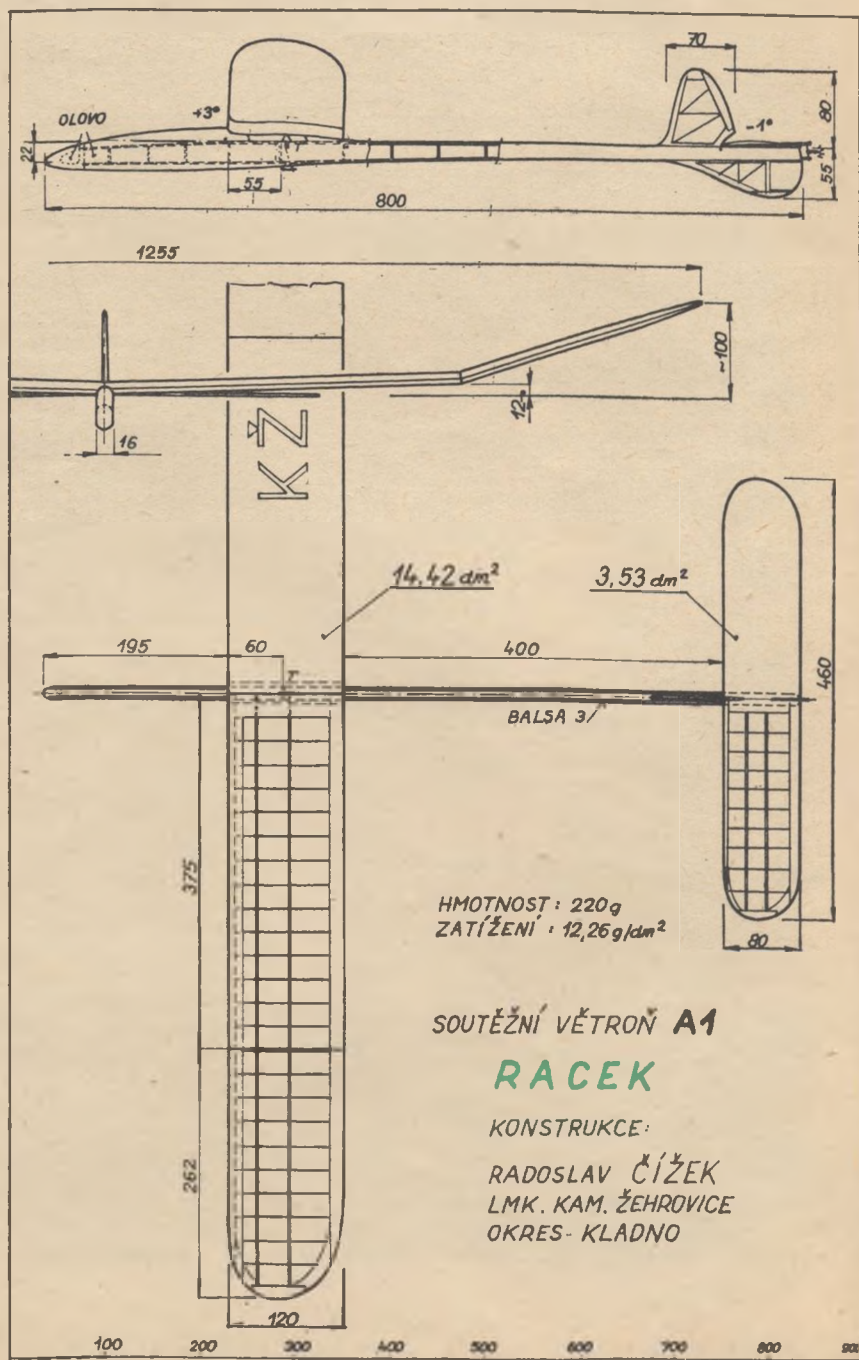 70
OLOVO
+3°
-1°
80
22
55
55
800
1255
~100
12
16
KŽ
14,42 dm²
3,53 dm²
195
60
400
460
T
BALSA 3
375
HMOTNOST: 220g
ZATÍŽENÍ: 12,26g/dm²
80
SOUTĚŽNÍ VĚTROŇ A1
RACEK
KONSTRUKCE:
262
RADOSLAV ČÍŽEK
LMK. KAM. ŽEHROVICE
OKRES- KLADNO
120
100 200 300 400 500 600 700 800 900